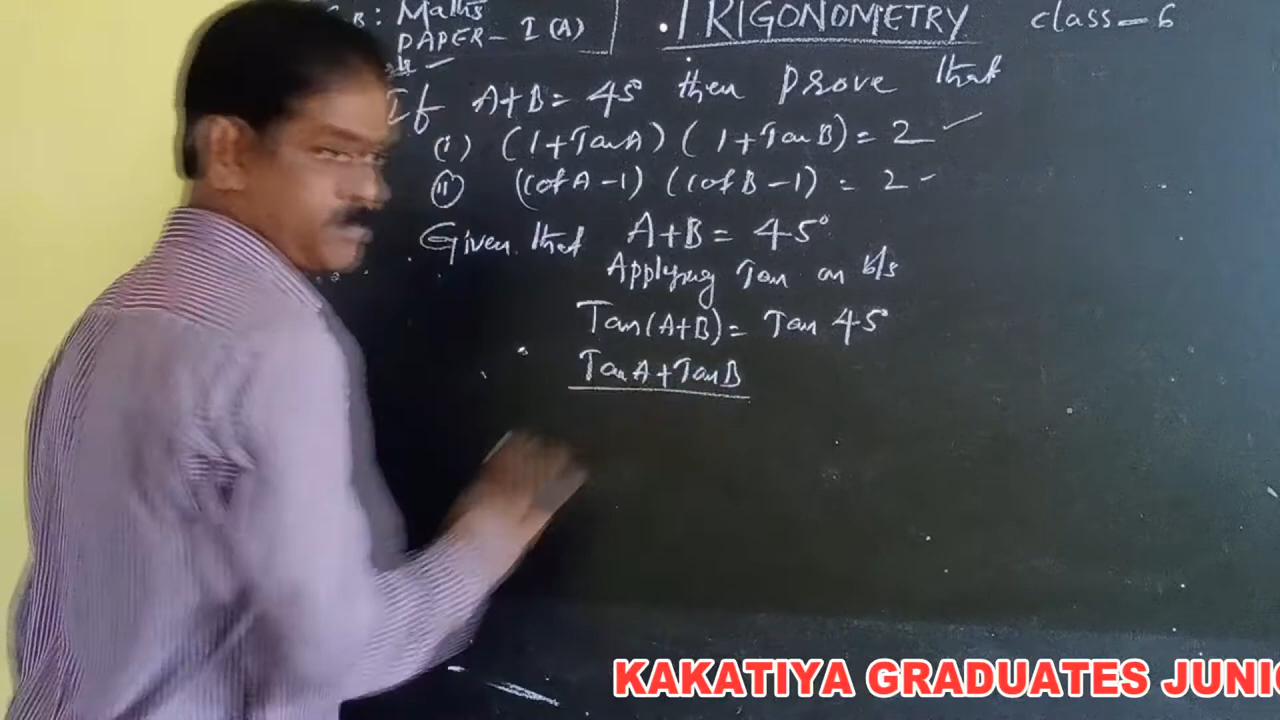 B: Maths
PAPER - I (A)
TRIGONOMETRY class - 6
If A+B = 45° then prove that
(i) (1+TanA) (1+TanB) = 2
(ii) (cotA-1) (cotB-1) = 2
Given that A+B = 45°
Applying Tan on b/s
Tan(A+B) = Tan 45°
TanA+TanB
KAKATIYA GRADUATES JUNI